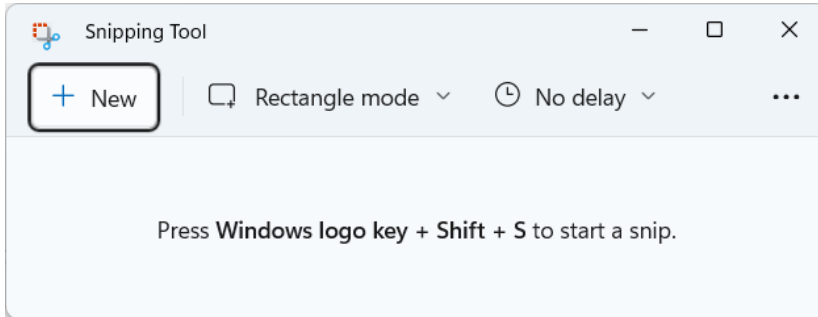 Snipping Tool
New
Rectangle mode
No delay
Press Windows logo key + Shift + S to start a snip.